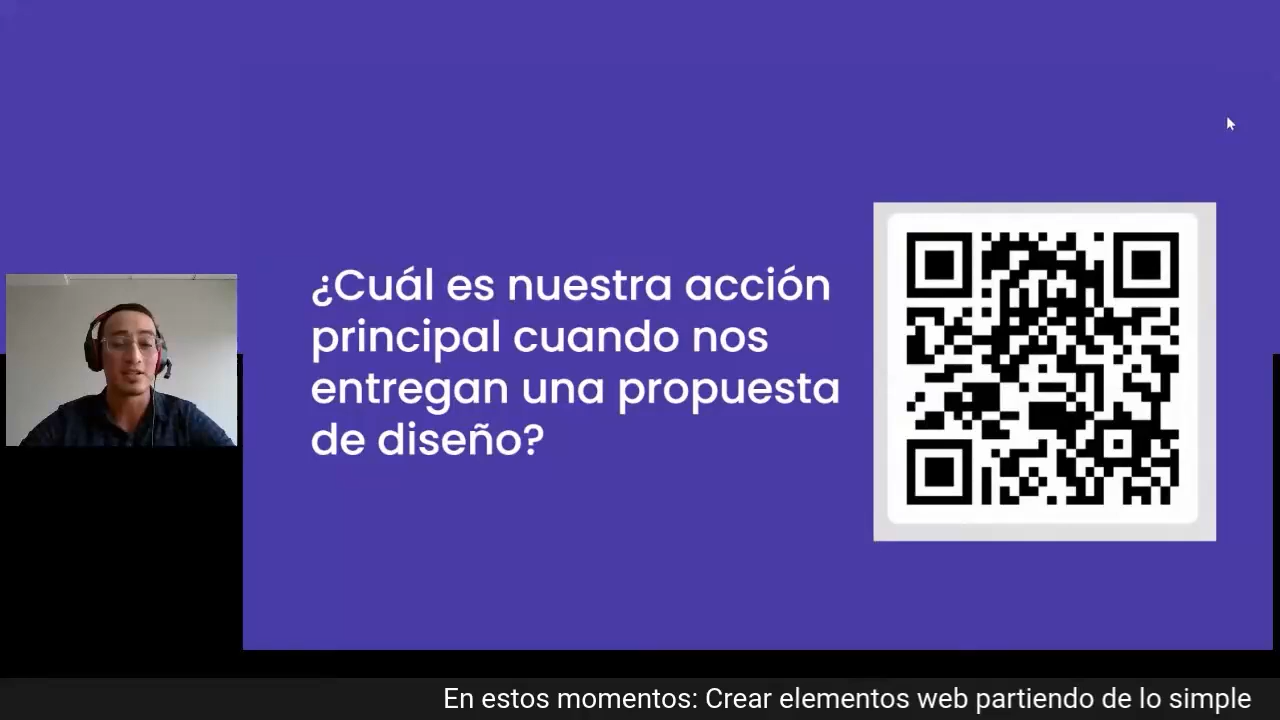 ¿Cuál es nuestra acción
principal cuando nos
entregan una propuesta
de diseño?
En estos momentos: Crear elementos web partiendo de lo simple